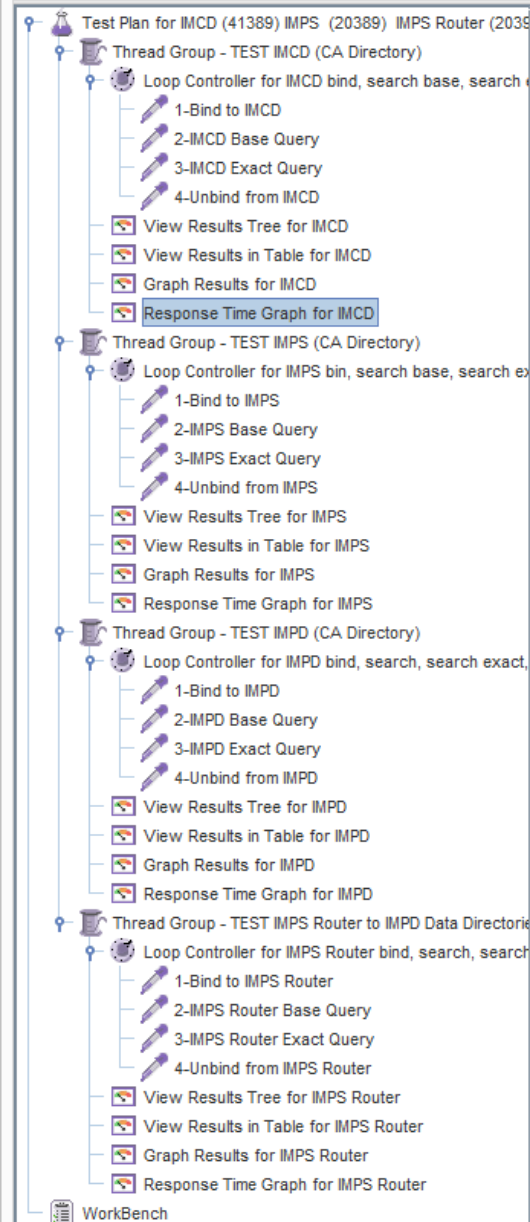 Test Plan for IMCD (41389) IMPS (20389) IMPS Router (2039
Thread Group - TEST IMCD (CA Directory)
Loop Controller for IMCD bind, search base, search
1-Bind to IMCD
2-IMCD Base Query
3-IMCD Exact Query
4-Unbind from IMCD
View Results Tree for IMCD
View Results in Table for IMCD
Graph Results for IMCD
Response Time Graph for IMCD
Thread Group - TEST IMPS (CA Directory)
Loop Controller for IMPS bin, search base, search ex
1-Bind to IMPS
2-IMPS Base Query
3-IMPS Exact Query
4-Unbind from IMPS
View Results Tree for IMPS
View Results in Table for IMPS
Graph Results for IMPS
Response Time Graph for IMPS
Thread Group - TEST IMPD (CA Directory)
Loop Controller for IMPD bind, search, search exact,
1-Bind to IMPD
2-IMPD Base Query
3-IMPD Exact Query
4-Unbind from IMPD
View Results Tree for IMPD
View Results in Table for IMPD
Graph Results for IMPD
Response Time Graph for IMPD
Thread Group - TEST IMPS Router to IMPD Data Directorie
Loop Controller for IMPS Router bind, search, search
1-Bind to IMPS Router
2-IMPS Router Base Query
3-IMPS Router Exact Query
4-Unbind from IMPS Router
View Results Tree for IMPS Router
View Results in Table for IMPS Router
Graph Results for IMPS Router
Response Time Graph for IMPS Router
WorkBench